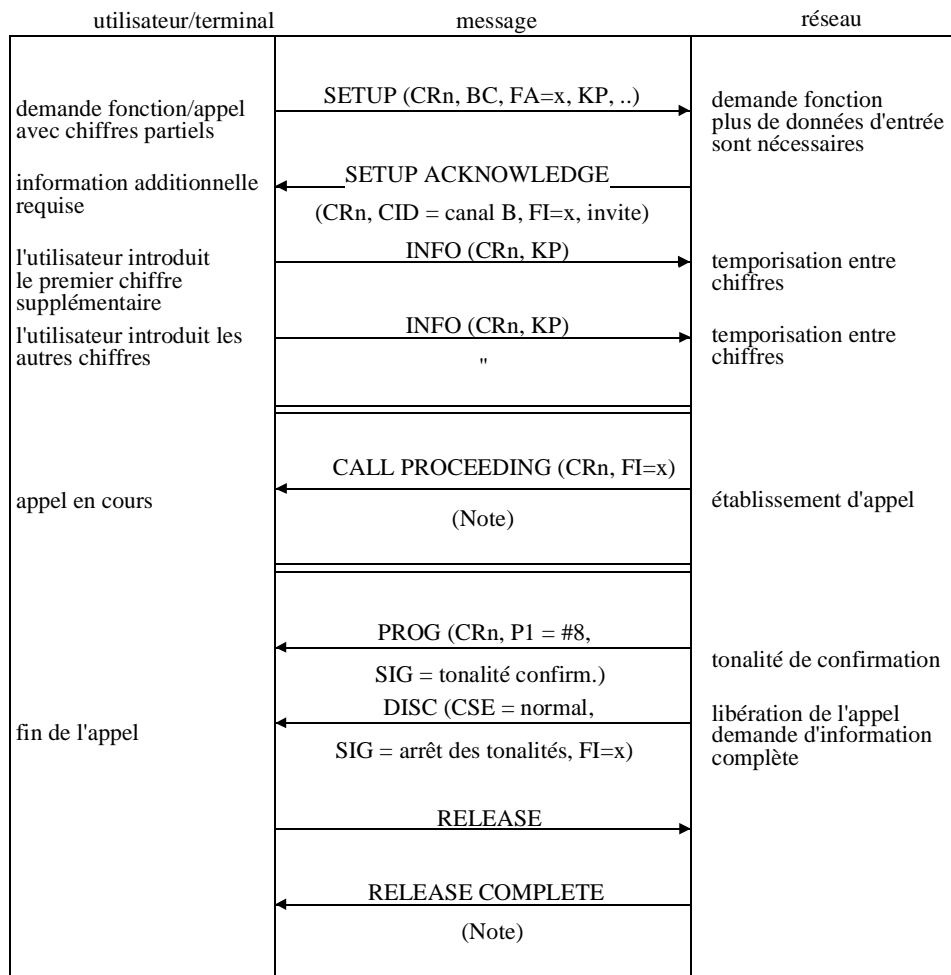 utilisateur/terminal message réseau
demande fonction/appel
avec chiffres partiels
SETUP (CRn, BC, FA=x, KP, ..)
demande fonction
plus de données d'entrée
sont nécessaires
information additionnelle
requise
SETUP ACKNOWLEDGE
(CRn, CID = canal B, FI=x, invite)
l'utilisateur introduit
le premier chiffre
supplémentaire
INFO (CRn, KP)
temporisation entre
chiffres
l'utilisateur introduit les
autres chiffres
INFO (CRn, KP)
"
temporisation entre
chiffres
appel en cours
CALL PROCEEDING (CRn, FI=x)
(Note)
établissement d'appel
PROG (CRn, P1 = #8,
SIG = tonalité confirm.)
tonalité de confirmation
fin de l'appel
DISC (CSE = normal,
SIG = arrêt des tonalités, FI=x)
libération de l'appel
demande d'information
complète
RELEASE
RELEASE COMPLETE
(Note)